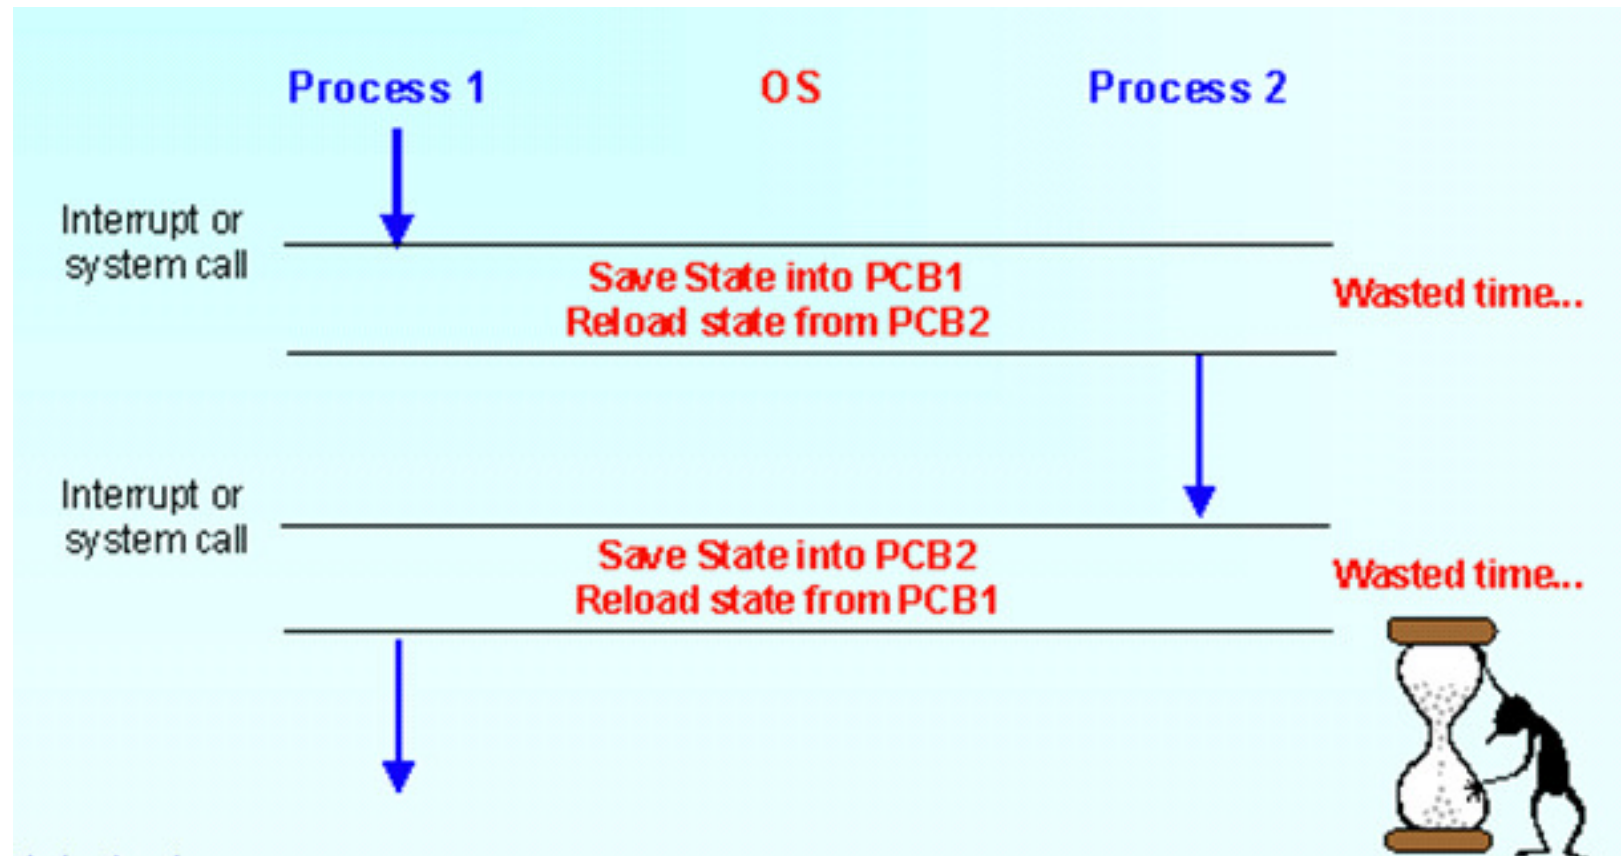 Process 1 OS Process 2
Interrupt or
system call
Save State into PCB1
Reload state from PCB2
Wasted time...
Interrupt or
system call
Save State into PCB2
Reload state from PCB1
Wasted time...